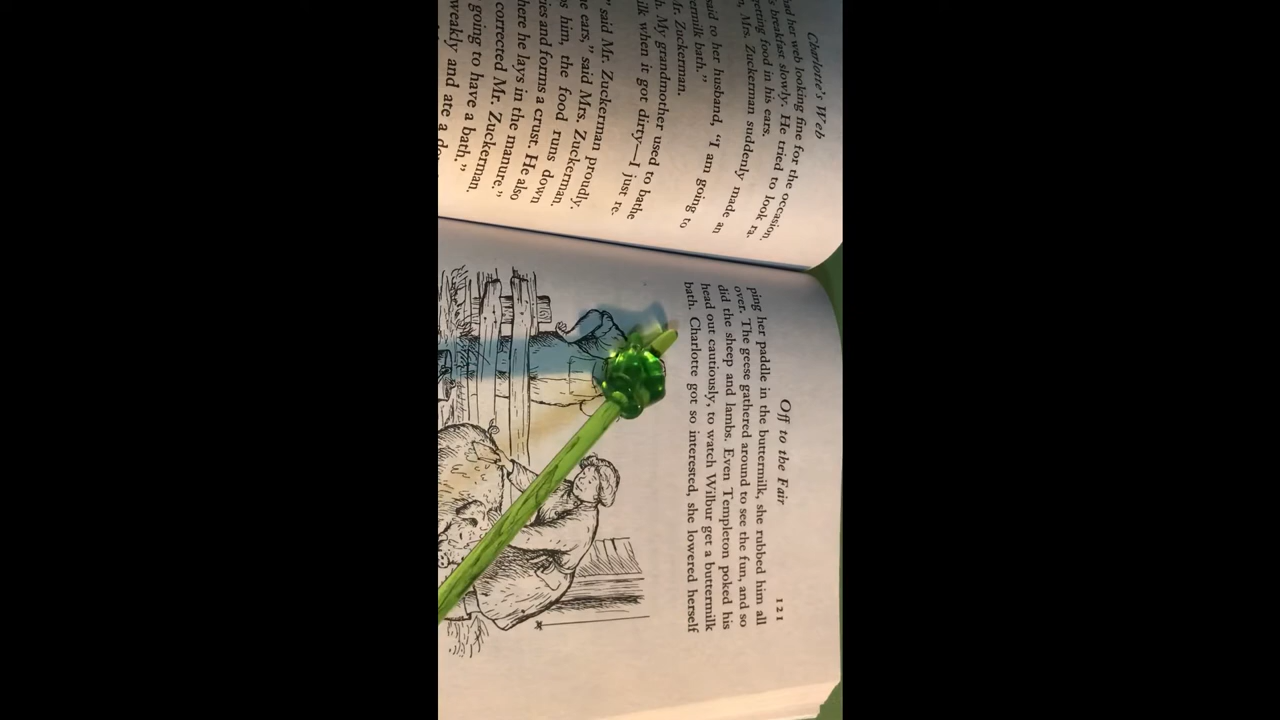 Charlotte's Web
had her web looking fine for the occasion.
's breakfast slowly. He tried to look ra-
getting food in his ears.
Mrs. Zuckerman suddenly made an
said to her husband, “I am going to
bath.”
Mr. Zuckerman.
My grandmother used to bathe
when it got dirty—I just re-
said Mr. Zuckerman proudly.
ears,” said Mrs. Zuckerman.
him, the food runs down
and forms a crust. He also
where he lays in the manure.”
corrected Mr. Zuckerman.
going to have a bath.”
weakly and ate a
Off to the Fair
121
ping her paddle in the buttermilk, she rubbed him all
over. The geese gathered around to see the fun, and so
did the sheep and lambs. Even Templeton poked his
head out cautiously, to watch Wilbur get a buttermilk
bath. Charlotte got so interested, she lowered herself